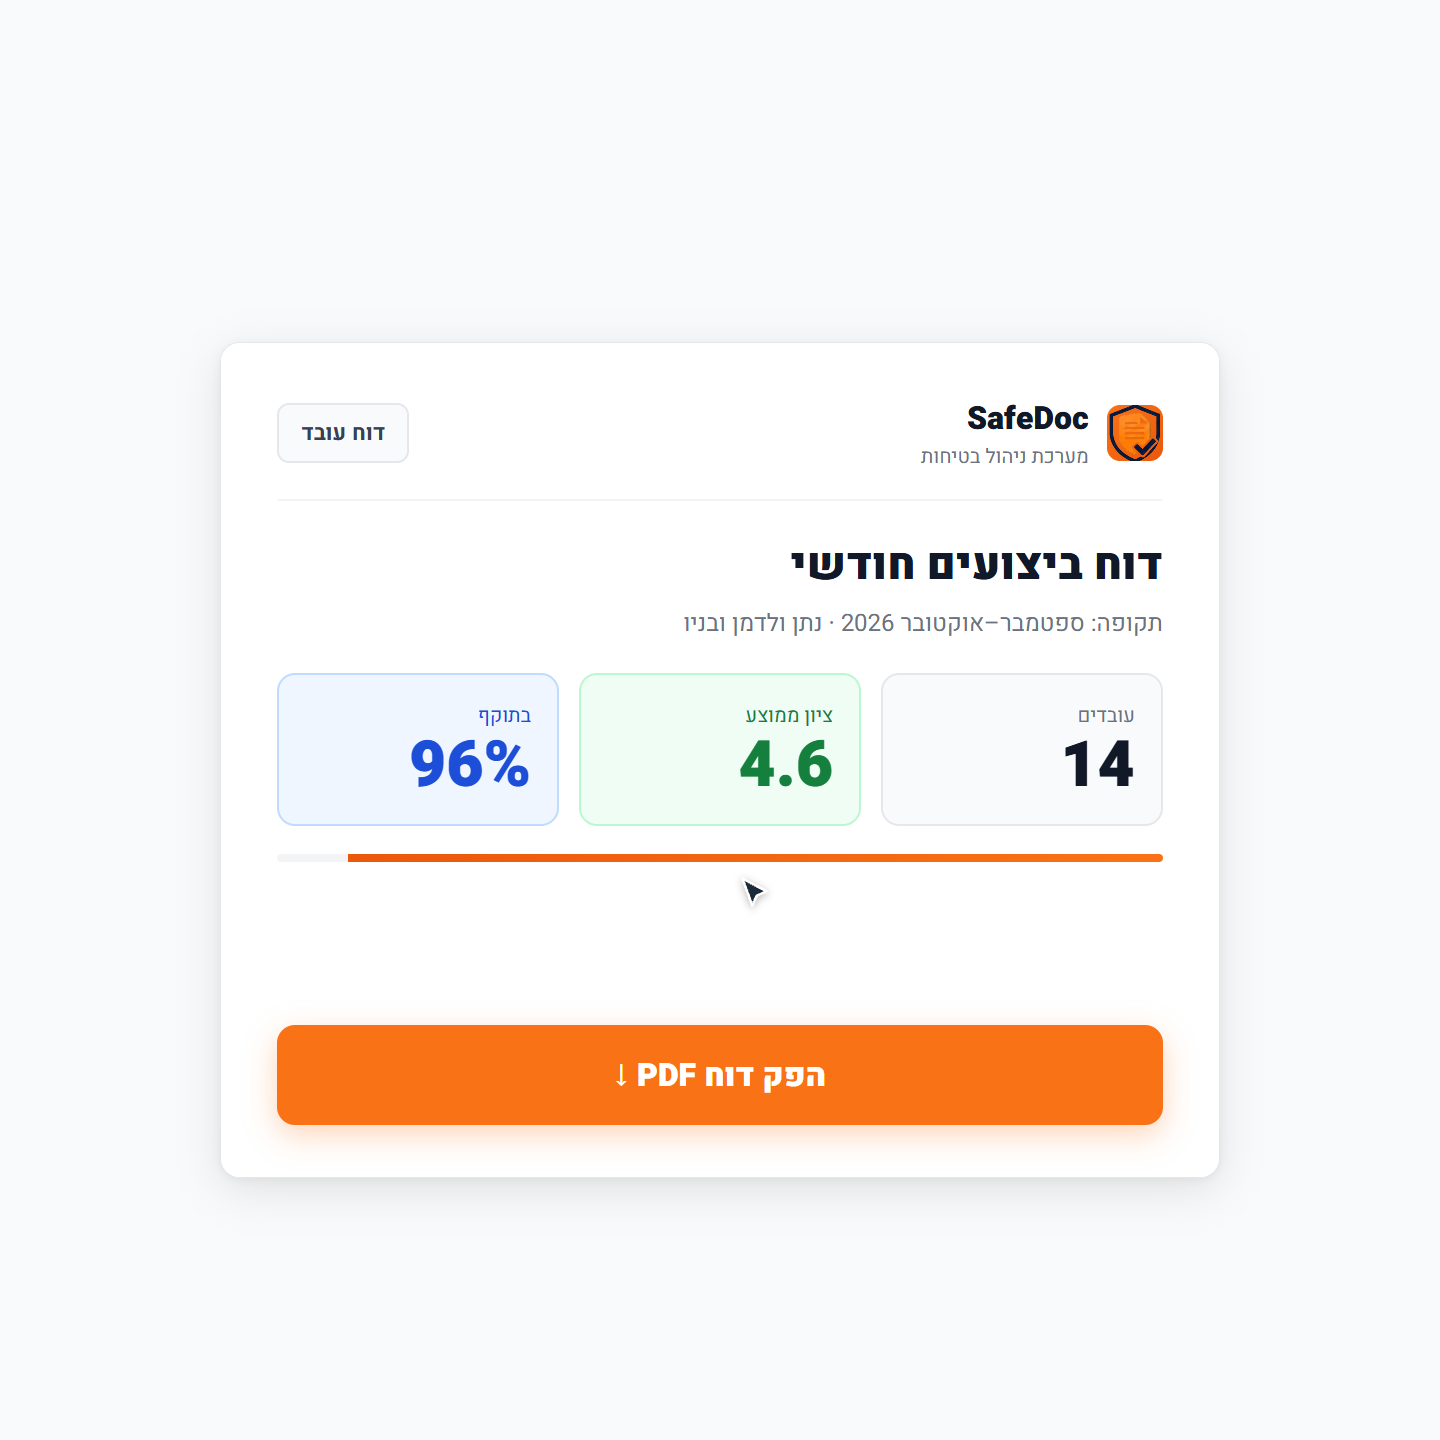 SafeDoc
מערכת ניהול בטיחות
דוח עובד
דוח ביצועים חודשי
תקופה: ספטמבר–אוקטובר 2026 · נתן ולדמן ובניו
עובדים
14
ציון ממוצע
4.6
בתוקף
96%
הפק דוח PDF ↓